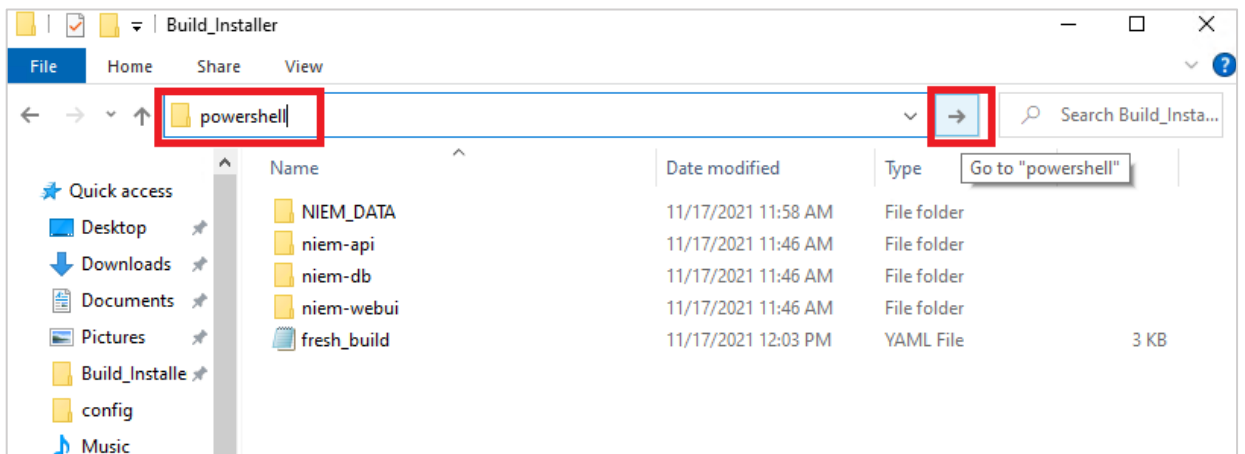 Build_Installer
File Home Share View
powershell
Search Build_Insta...
Name Date modified Type
Go to "powershell"
Quick access
Desktop
Downloads
Documents
Pictures
Build_Installe
config
Music
NIEM_DATA 11/17/2021 11:58 AM File folder
niem-api 11/17/2021 11:46 AM File folder
niem-db 11/17/2021 11:46 AM File folder
niem-webui 11/17/2021 11:46 AM File folder
fresh_build 11/17/2021 12:03 PM YAML File 3 KB